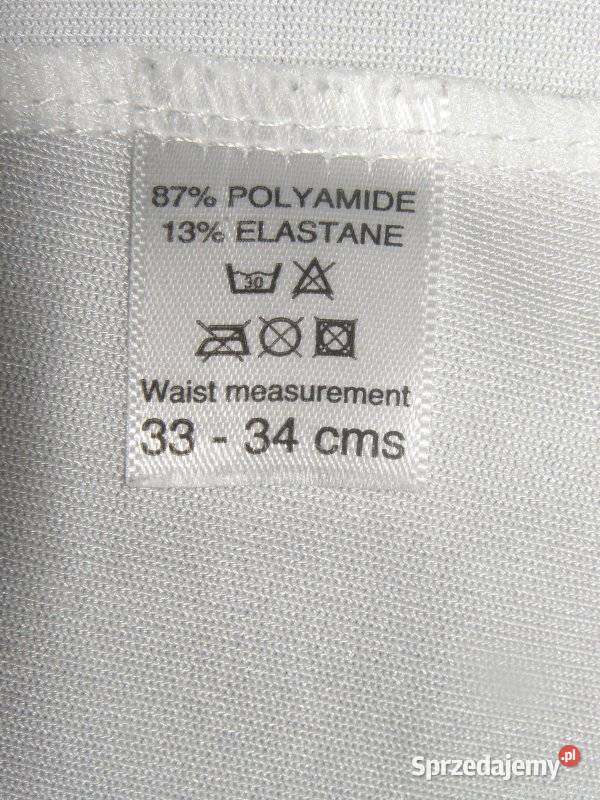 87% POLYAMIDE
13% ELASTANE
30
Waist measurement
33 - 34 cms
Sprzedajemy.pl